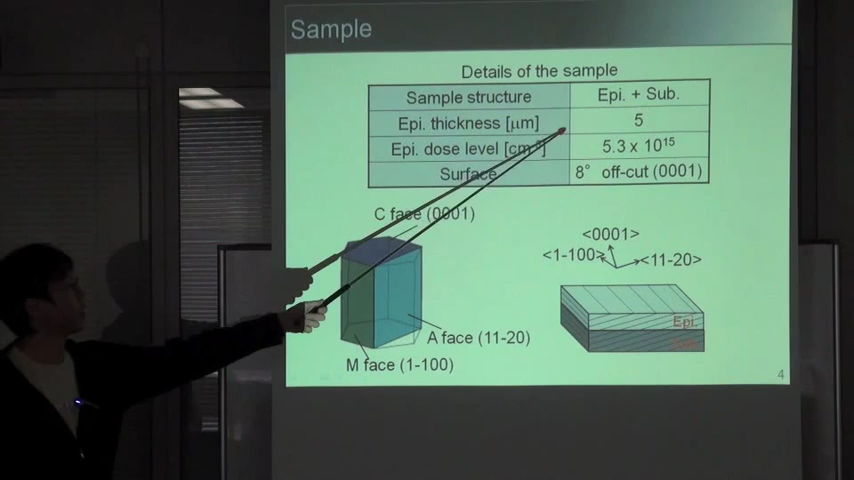 Sample
Details of the sample
Sample structure Epi. + Sub.
Epi. thickness [μm] 5
Epi. dose level [cm⁻³] 5.3 x 10¹⁵
Surface 8° off-cut (0001)
C face (0001)
<0001>
<1-100> <11-20>
Epi.
A face (11-20)
M face (1-100)
4